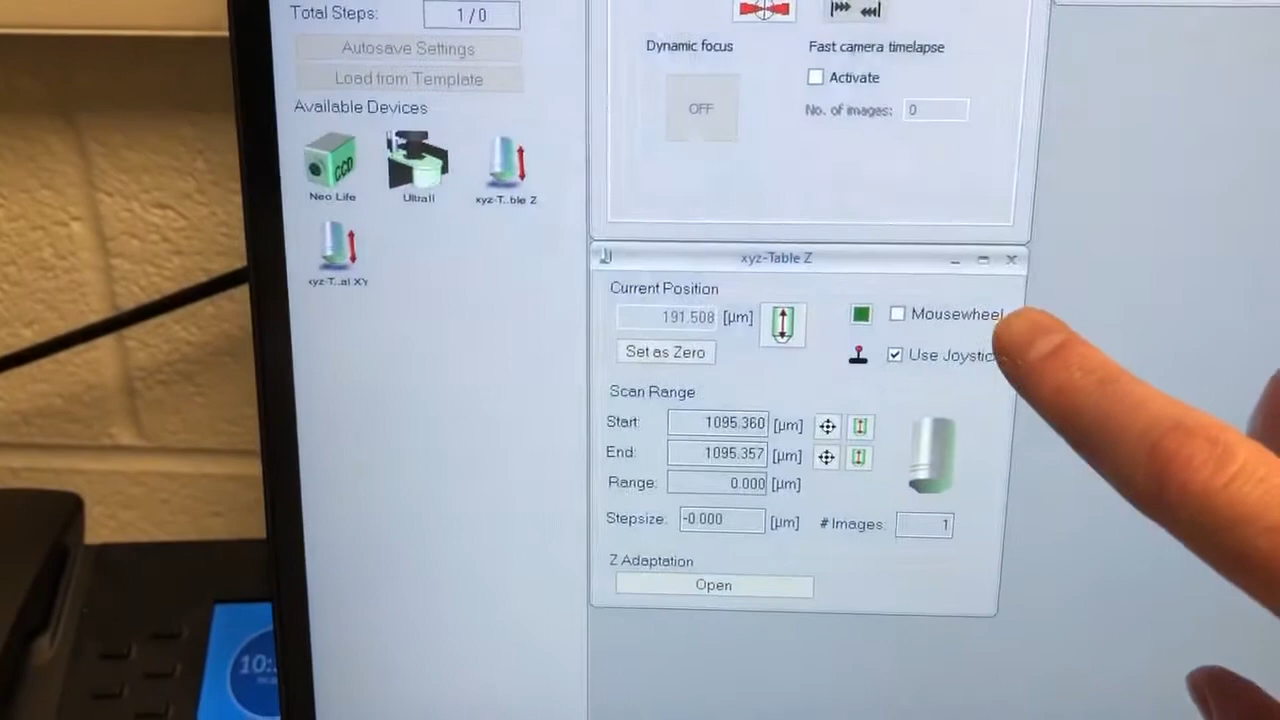 Total Steps: 1 / 0
Autosave Settings
Load from Template
Available Devices
Neo Life
UltraII
xyz-T..ble Z
xyz-T..al XY
Dynamic focus
OFF
Fast camera timelapse
Activate
No. of images: 0
xyz-Table Z
Current Position
191.508 [µm]
Mousewheel
Set as Zero
Use Joystic
Scan Range
Start: 1095.360 [µm]
End: 1095.357 [µm]
Range: 0.000 [µm]
Stepsize: -0.000 [µm] # Images: 1
Z Adaptation
Open
CCD